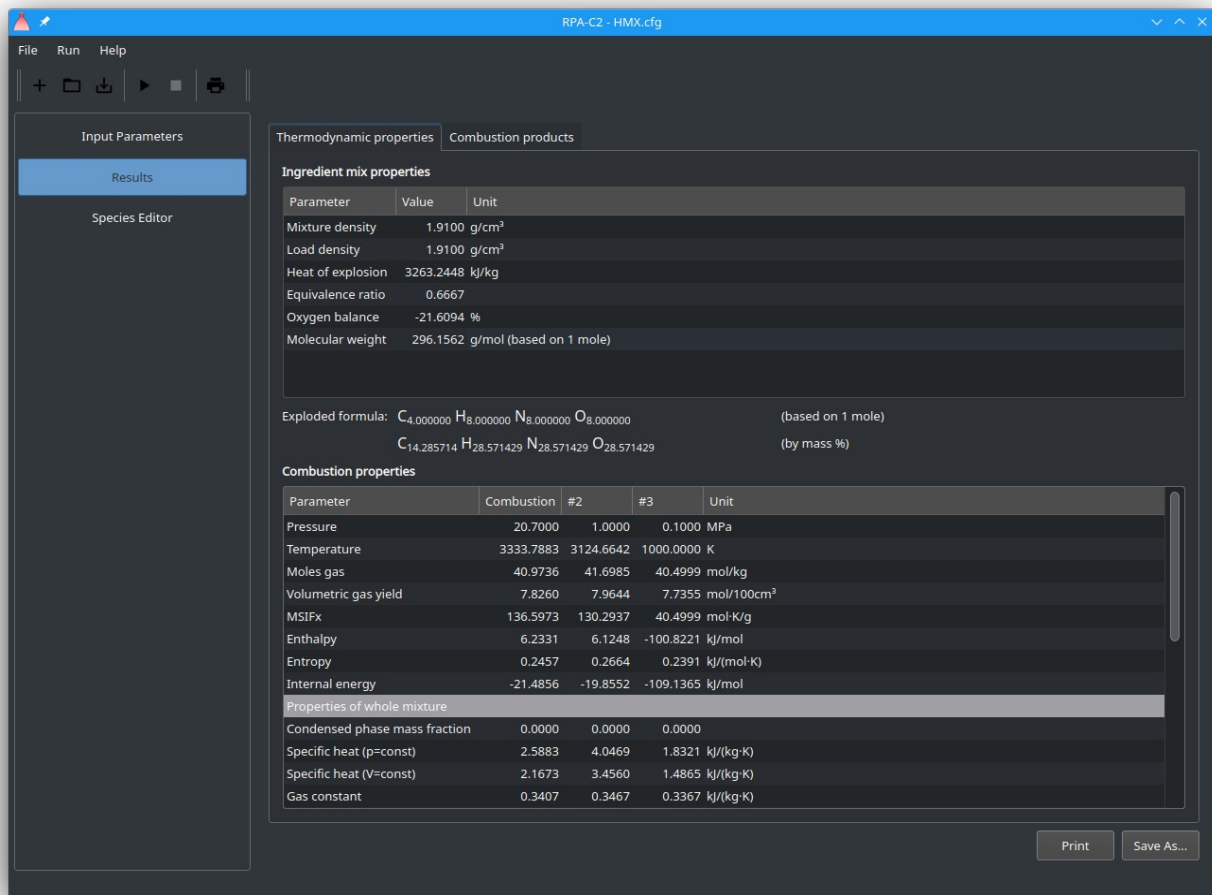 RPA-C2 - HMX.cfg
File Run Help
Input Parameters
Results
Species Editor
Thermodynamic properties Combustion products
Ingredient mix properties
Parameter Value Unit
Mixture density 1.9100 g/cm³
Load density 1.9100 g/cm³
Heat of explosion 3263.2448 kJ/kg
Equivalence ratio 0.6667
Oxygen balance -21.6094 %
Molecular weight 296.1562 g/mol (based on 1 mole)
Exploded formula: C4.000000 H8.000000 N8.000000 O8.000000 (based on 1 mole)
C14.285714 H28.571429 N28.571429 O28.571429 (by mass %)
Combustion properties
Parameter Combustion #2 #3 Unit
Pressure 20.7000 1.0000 0.1000 MPa
Temperature 3333.7883 3124.6642 1000.0000 K
Moles gas 40.9736 41.6985 40.4999 mol/kg
Volumetric gas yield 7.8260 7.9644 7.7355 mol/100cm³
MSIFx 136.5973 130.2937 40.4999 mol·K/g
Enthalpy 6.2331 6.1248 -100.8221 kJ/mol
Entropy 0.2457 0.2664 0.2391 kJ/(mol·K)
Internal energy -21.4856 -19.8552 -109.1365 kJ/mol
Properties of whole mixture
Condensed phase mass fraction 0.0000 0.0000 0.0000
Specific heat (p=const) 2.5883 4.0469 1.8321 kJ/(kg·K)
Specific heat (V=const) 2.1673 3.4560 1.4865 kJ/(kg·K)
Gas constant 0.3407 0.3467 0.3367 kJ/(kg·K)
Print Save As...